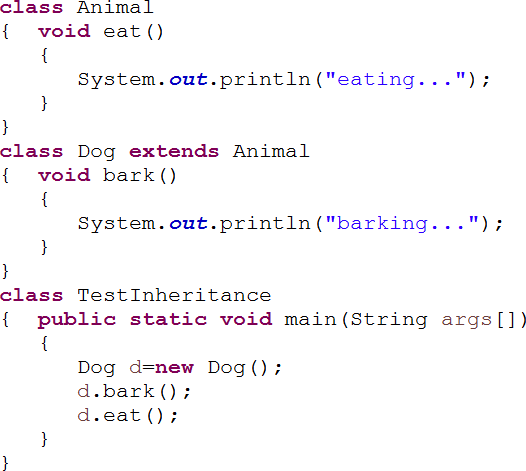 class Animal
{  void eat()
   {
      System.out.println("eating...");
   }
}
class Dog extends Animal
{  void bark()
   {
      System.out.println("barking...");
   }
}
class TestInheritance
{  public static void main(String args[])
   {
      Dog d=new Dog();
      d.bark();
      d.eat();
   }
}